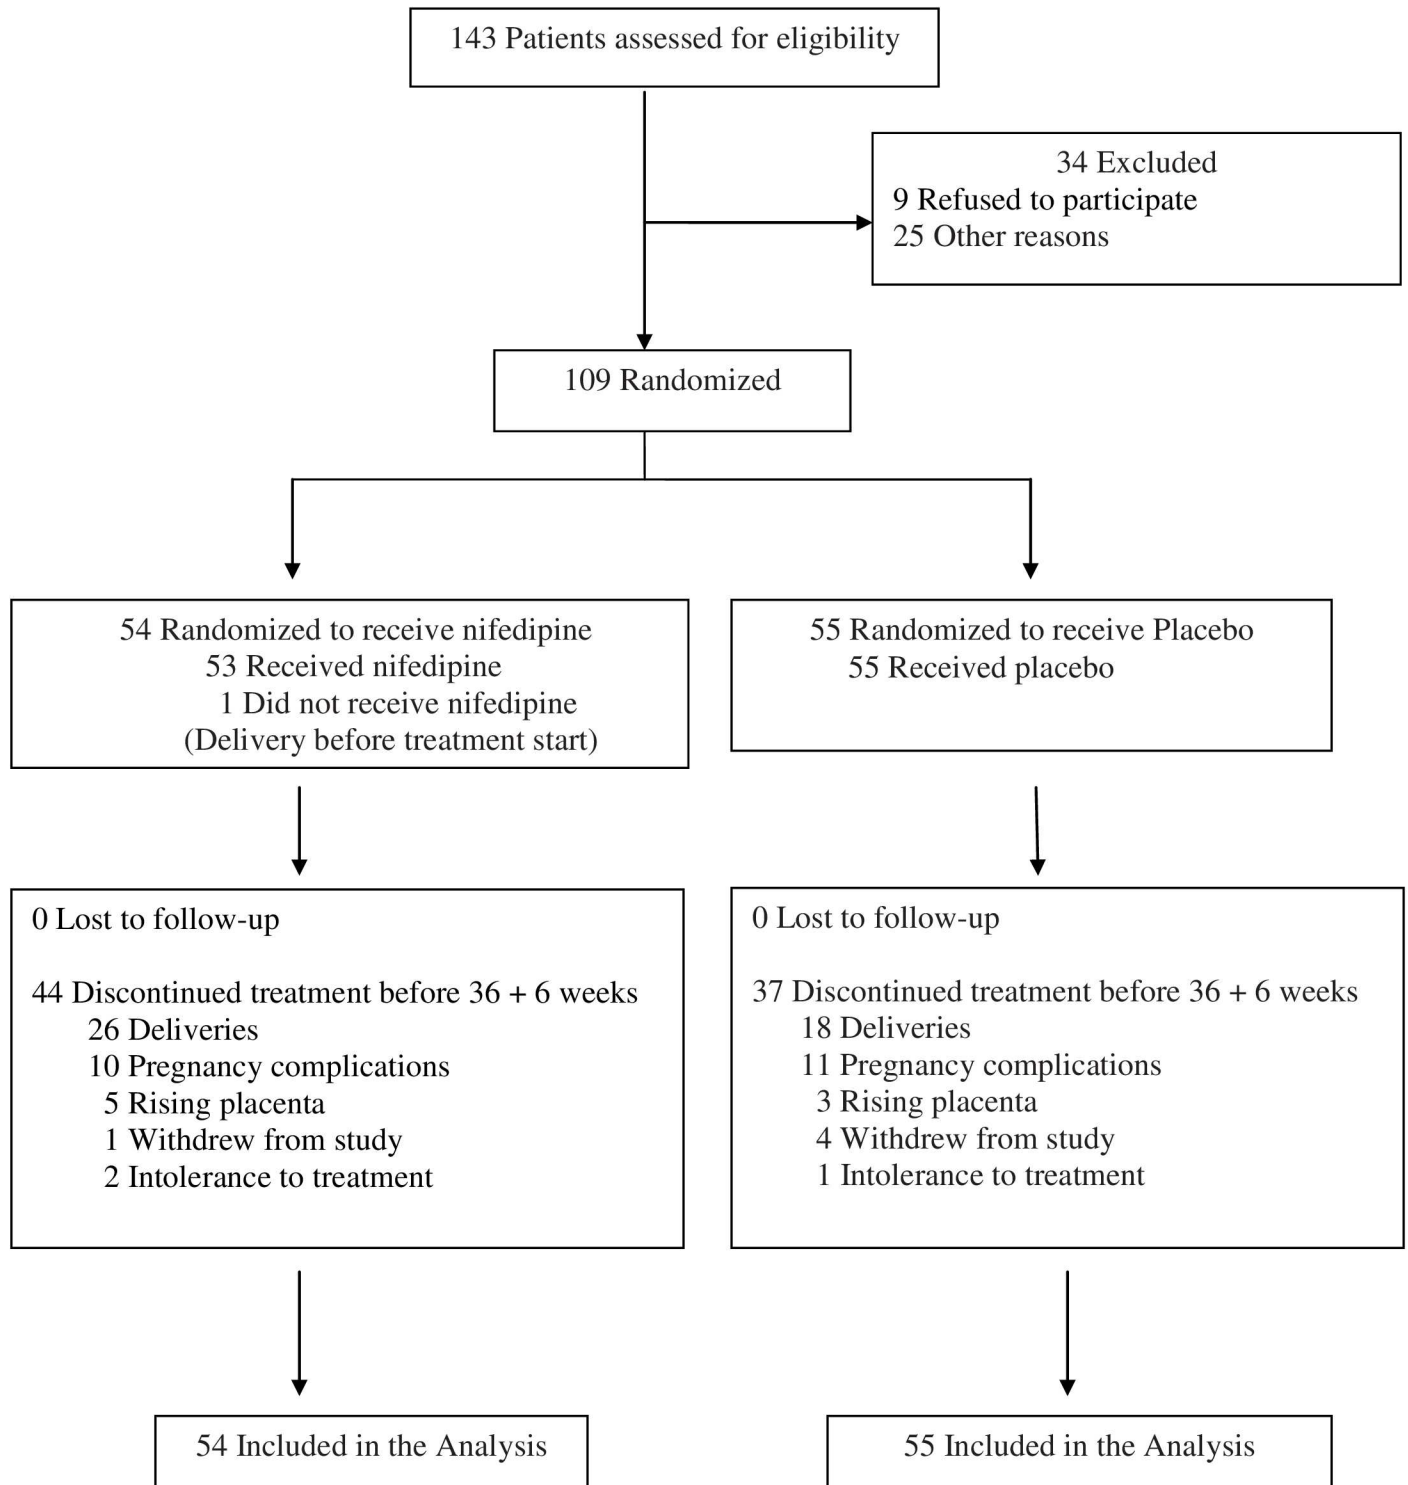 143 Patients assessed for eligibility
34 Excluded
9 Refused to participate
25 Other reasons
109 Randomized
54 Randomized to receive nifedipine
53 Received nifedipine
1 Did not receive nifedipine
(Delivery before treatment start)
55 Randomized to receive Placebo
55 Received placebo
0 Lost to follow-up
44 Discontinued treatment before 36 + 6 weeks
26 Deliveries
10 Pregnancy complications
5 Rising placenta
1 Withdrew from study
2 Intolerance to treatment
0 Lost to follow-up
37 Discontinued treatment before 36 + 6 weeks
18 Deliveries
11 Pregnancy complications
3 Rising placenta
4 Withdrew from study
1 Intolerance to treatment
54 Included in the Analysis
55 Included in the Analysis